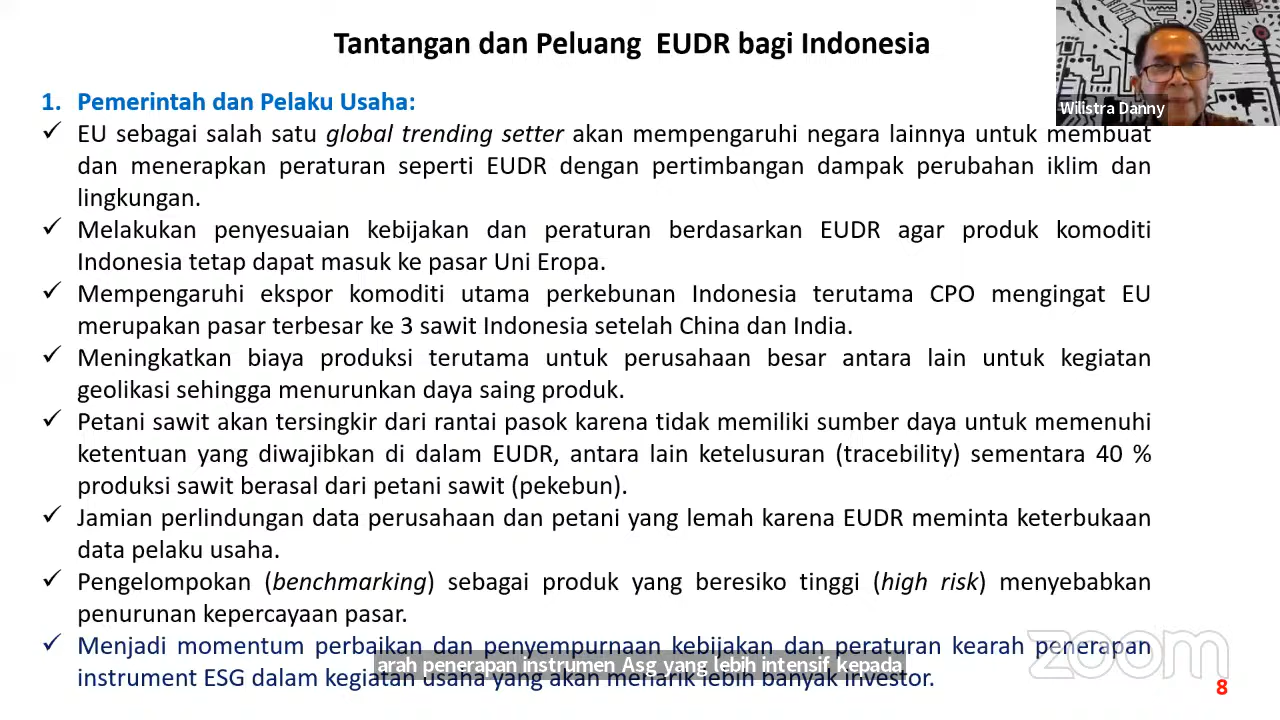 Tantangan dan Peluang EUDR bagi Indonesia
Wilistra Danny
1. Pemerintah dan Pelaku Usaha:
✓ EU sebagai salah satu global trending setter akan mempengaruhi negara lainnya untuk membuat
dan menerapkan peraturan seperti EUDR dengan pertimbangan dampak perubahan iklim dan
lingkungan.
✓ Melakukan penyesuaian kebijakan dan peraturan berdasarkan EUDR agar produk komoditi
Indonesia tetap dapat masuk ke pasar Uni Eropa.
✓ Mempengaruhi ekspor komoditi utama perkebunan Indonesia terutama CPO mengingat EU
merupakan pasar terbesar ke 3 sawit Indonesia setelah China dan India.
✓ Meningkatkan biaya produksi terutama untuk perusahaan besar antara lain untuk kegiatan
geolikasi sehingga menurunkan daya saing produk.
✓ Petani sawit akan tersingkir dari rantai pasok karena tidak memiliki sumber daya untuk memenuhi
ketentuan yang diwajibkan di dalam EUDR, antara lain ketelusuran (tracebility) sementara 40 %
produksi sawit berasal dari petani sawit (pekebun).
✓ Jamian perlindungan data perusahaan dan petani yang lemah karena EUDR meminta keterbukaan
data pelaku usaha.
✓ Pengelompokan (benchmarking) sebagai produk yang beresiko tinggi (high risk) menyebabkan
penurunan kepercayaan pasar.
✓ Menjadi momentum perbaikan dan penyempurnaan kebijakan dan peraturan kearah penerapan
arah penerapan instrumen Asg yang lebih intensif kepada
instrument ESG dalam kegiatan usaha yang akan menarik lebih banyak investor.
zoom
8